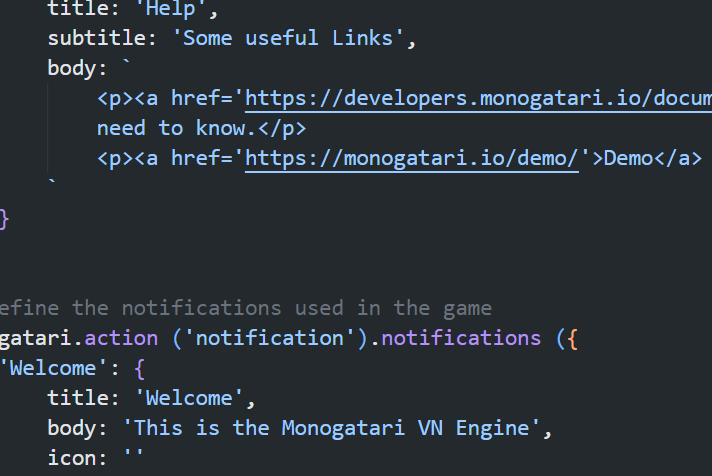 title: 'Help',
subtitle: 'Some useful Links',
body: `
<p><a href='https://developers.monogatari.io/docum
need to know.</p>
<p><a href='https://monogatari.io/demo/'>Demo</a>
`
}
efine the notifications used in the game
gatari.action ('notification').notifications ({
'Welcome': {
title: 'Welcome',
body: 'This is the Monogatari VN Engine',
icon: ''